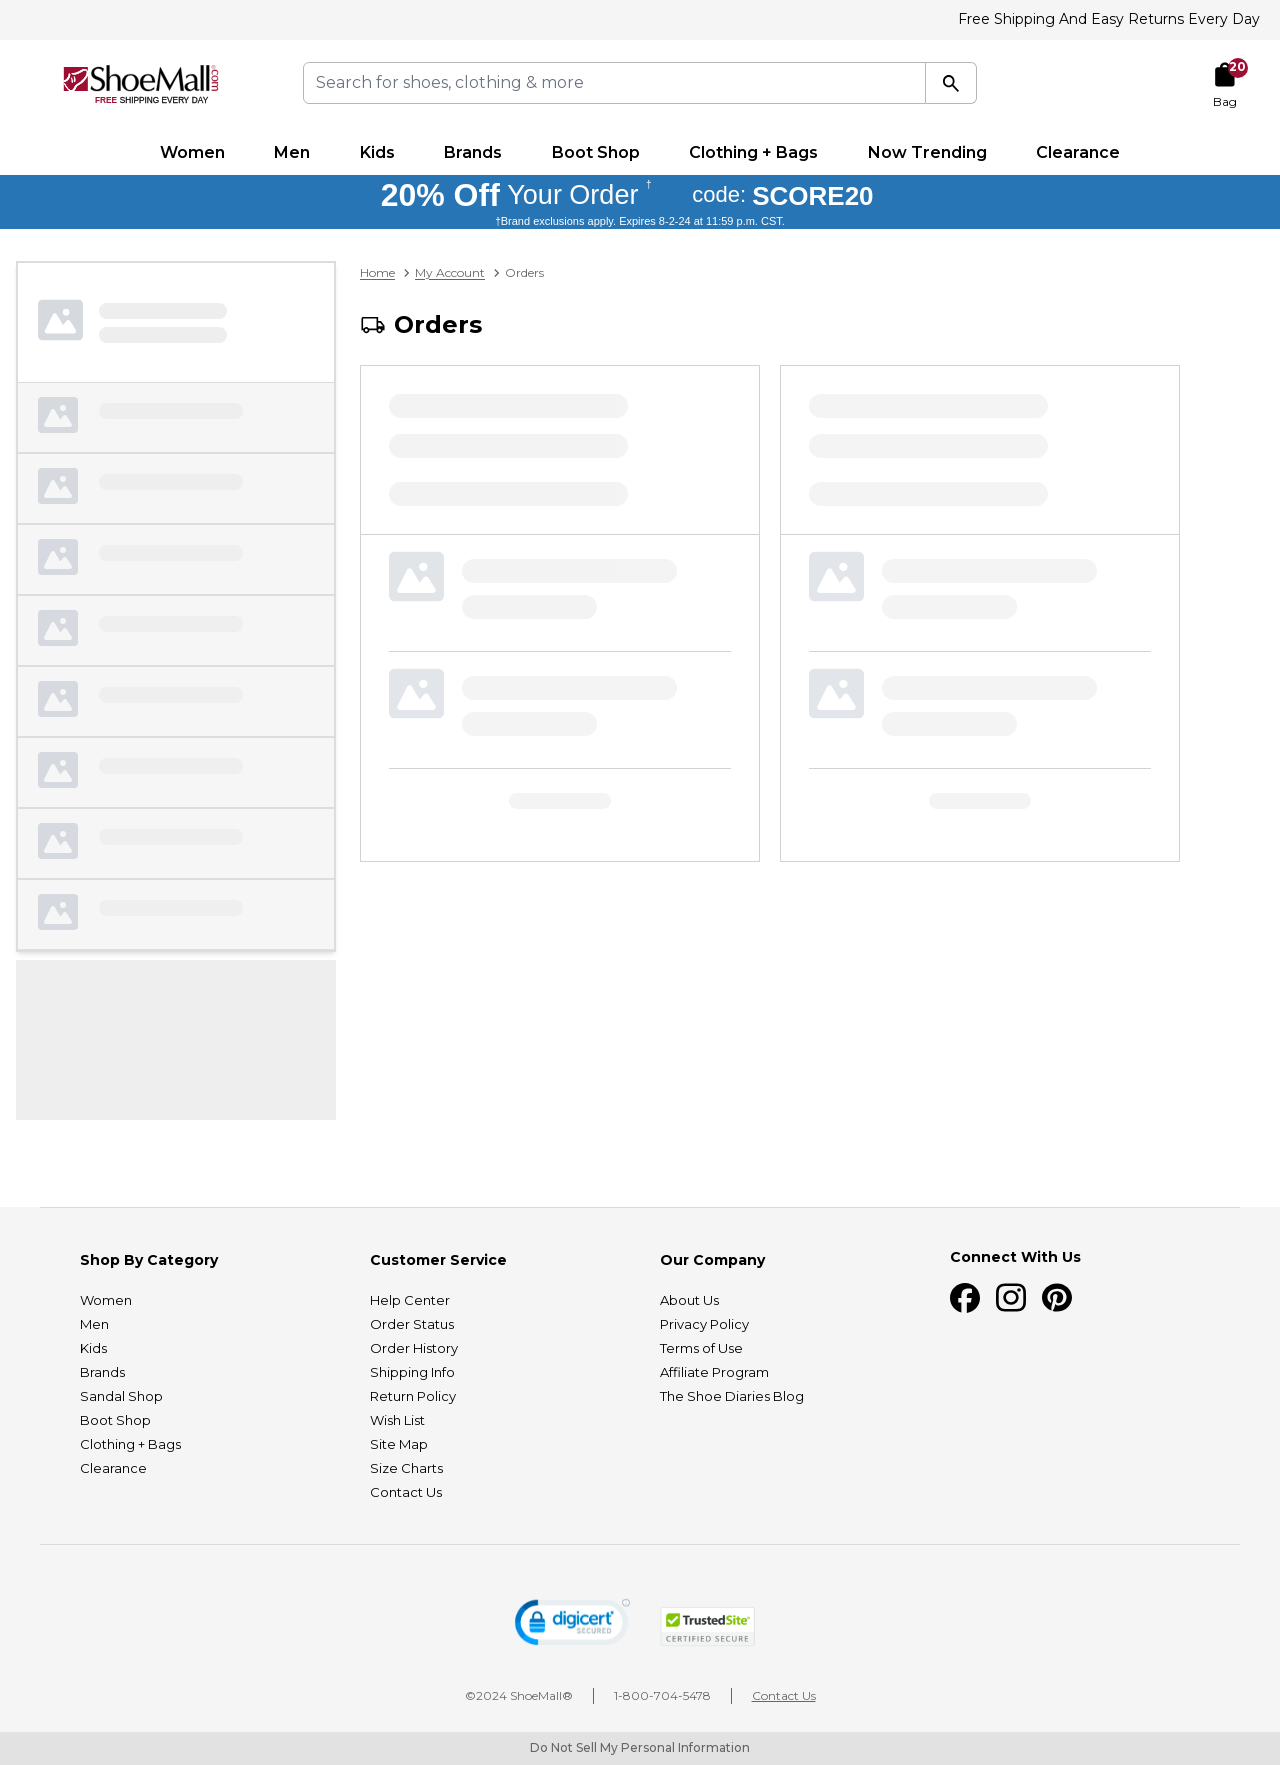 Free Shipping And Easy Returns Every Day
ShoeMall®.com
FREE SHIPPING EVERY DAY
Search for shoes, clothing & more
20
Bag
Women Men Kids Brands Boot Shop Clothing + Bags Now Trending Clearance
20% Off Your Order † code: SCORE20
†Brand exclusions apply. Expires 8-2-24 at 11:59 p.m. CST.
Home > My Account > Orders
Orders
Shop By Category
Women
Men
Kids
Brands
Sandal Shop
Boot Shop
Clothing + Bags
Clearance
Customer Service
Help Center
Order Status
Order History
Shipping Info
Return Policy
Wish List
Site Map
Size Charts
Contact Us
Our Company
About Us
Privacy Policy
Terms of Use
Affiliate Program
The Shoe Diaries Blog
Connect With Us
digicert
SECURED
TrustedSite
CERTIFIED SECURE
©2024 ShoeMall® 1-800-704-5478 Contact Us
Do Not Sell My Personal Information